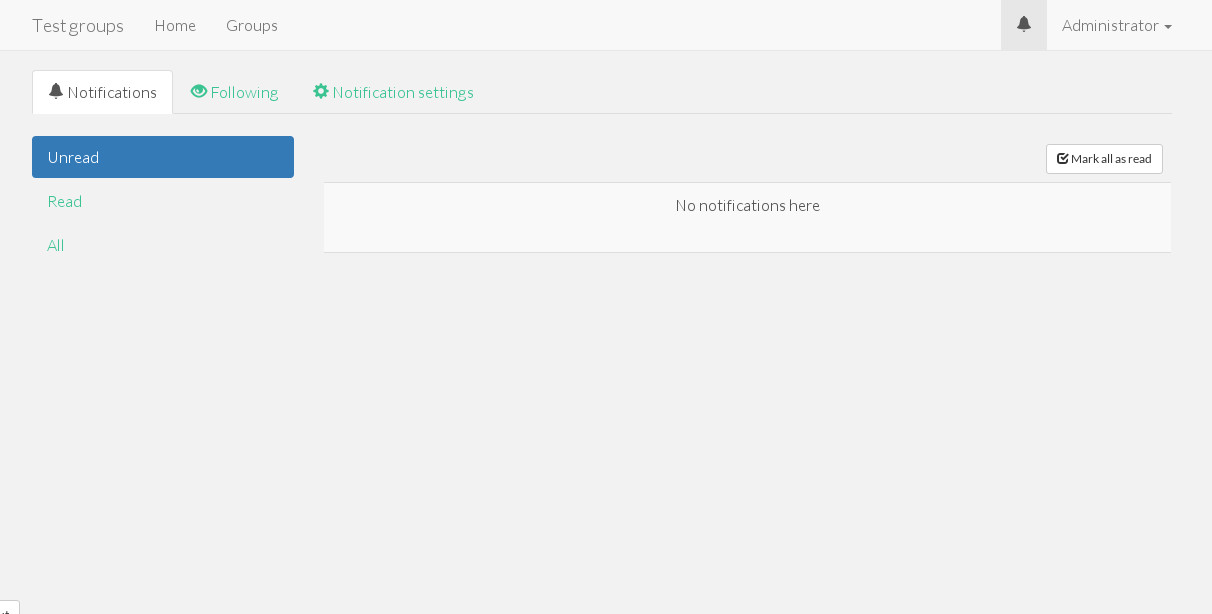 Test groups Home Groups Administrator
Notifications Following Notification settings
Unread
Mark all as read
Read
No notifications here
All